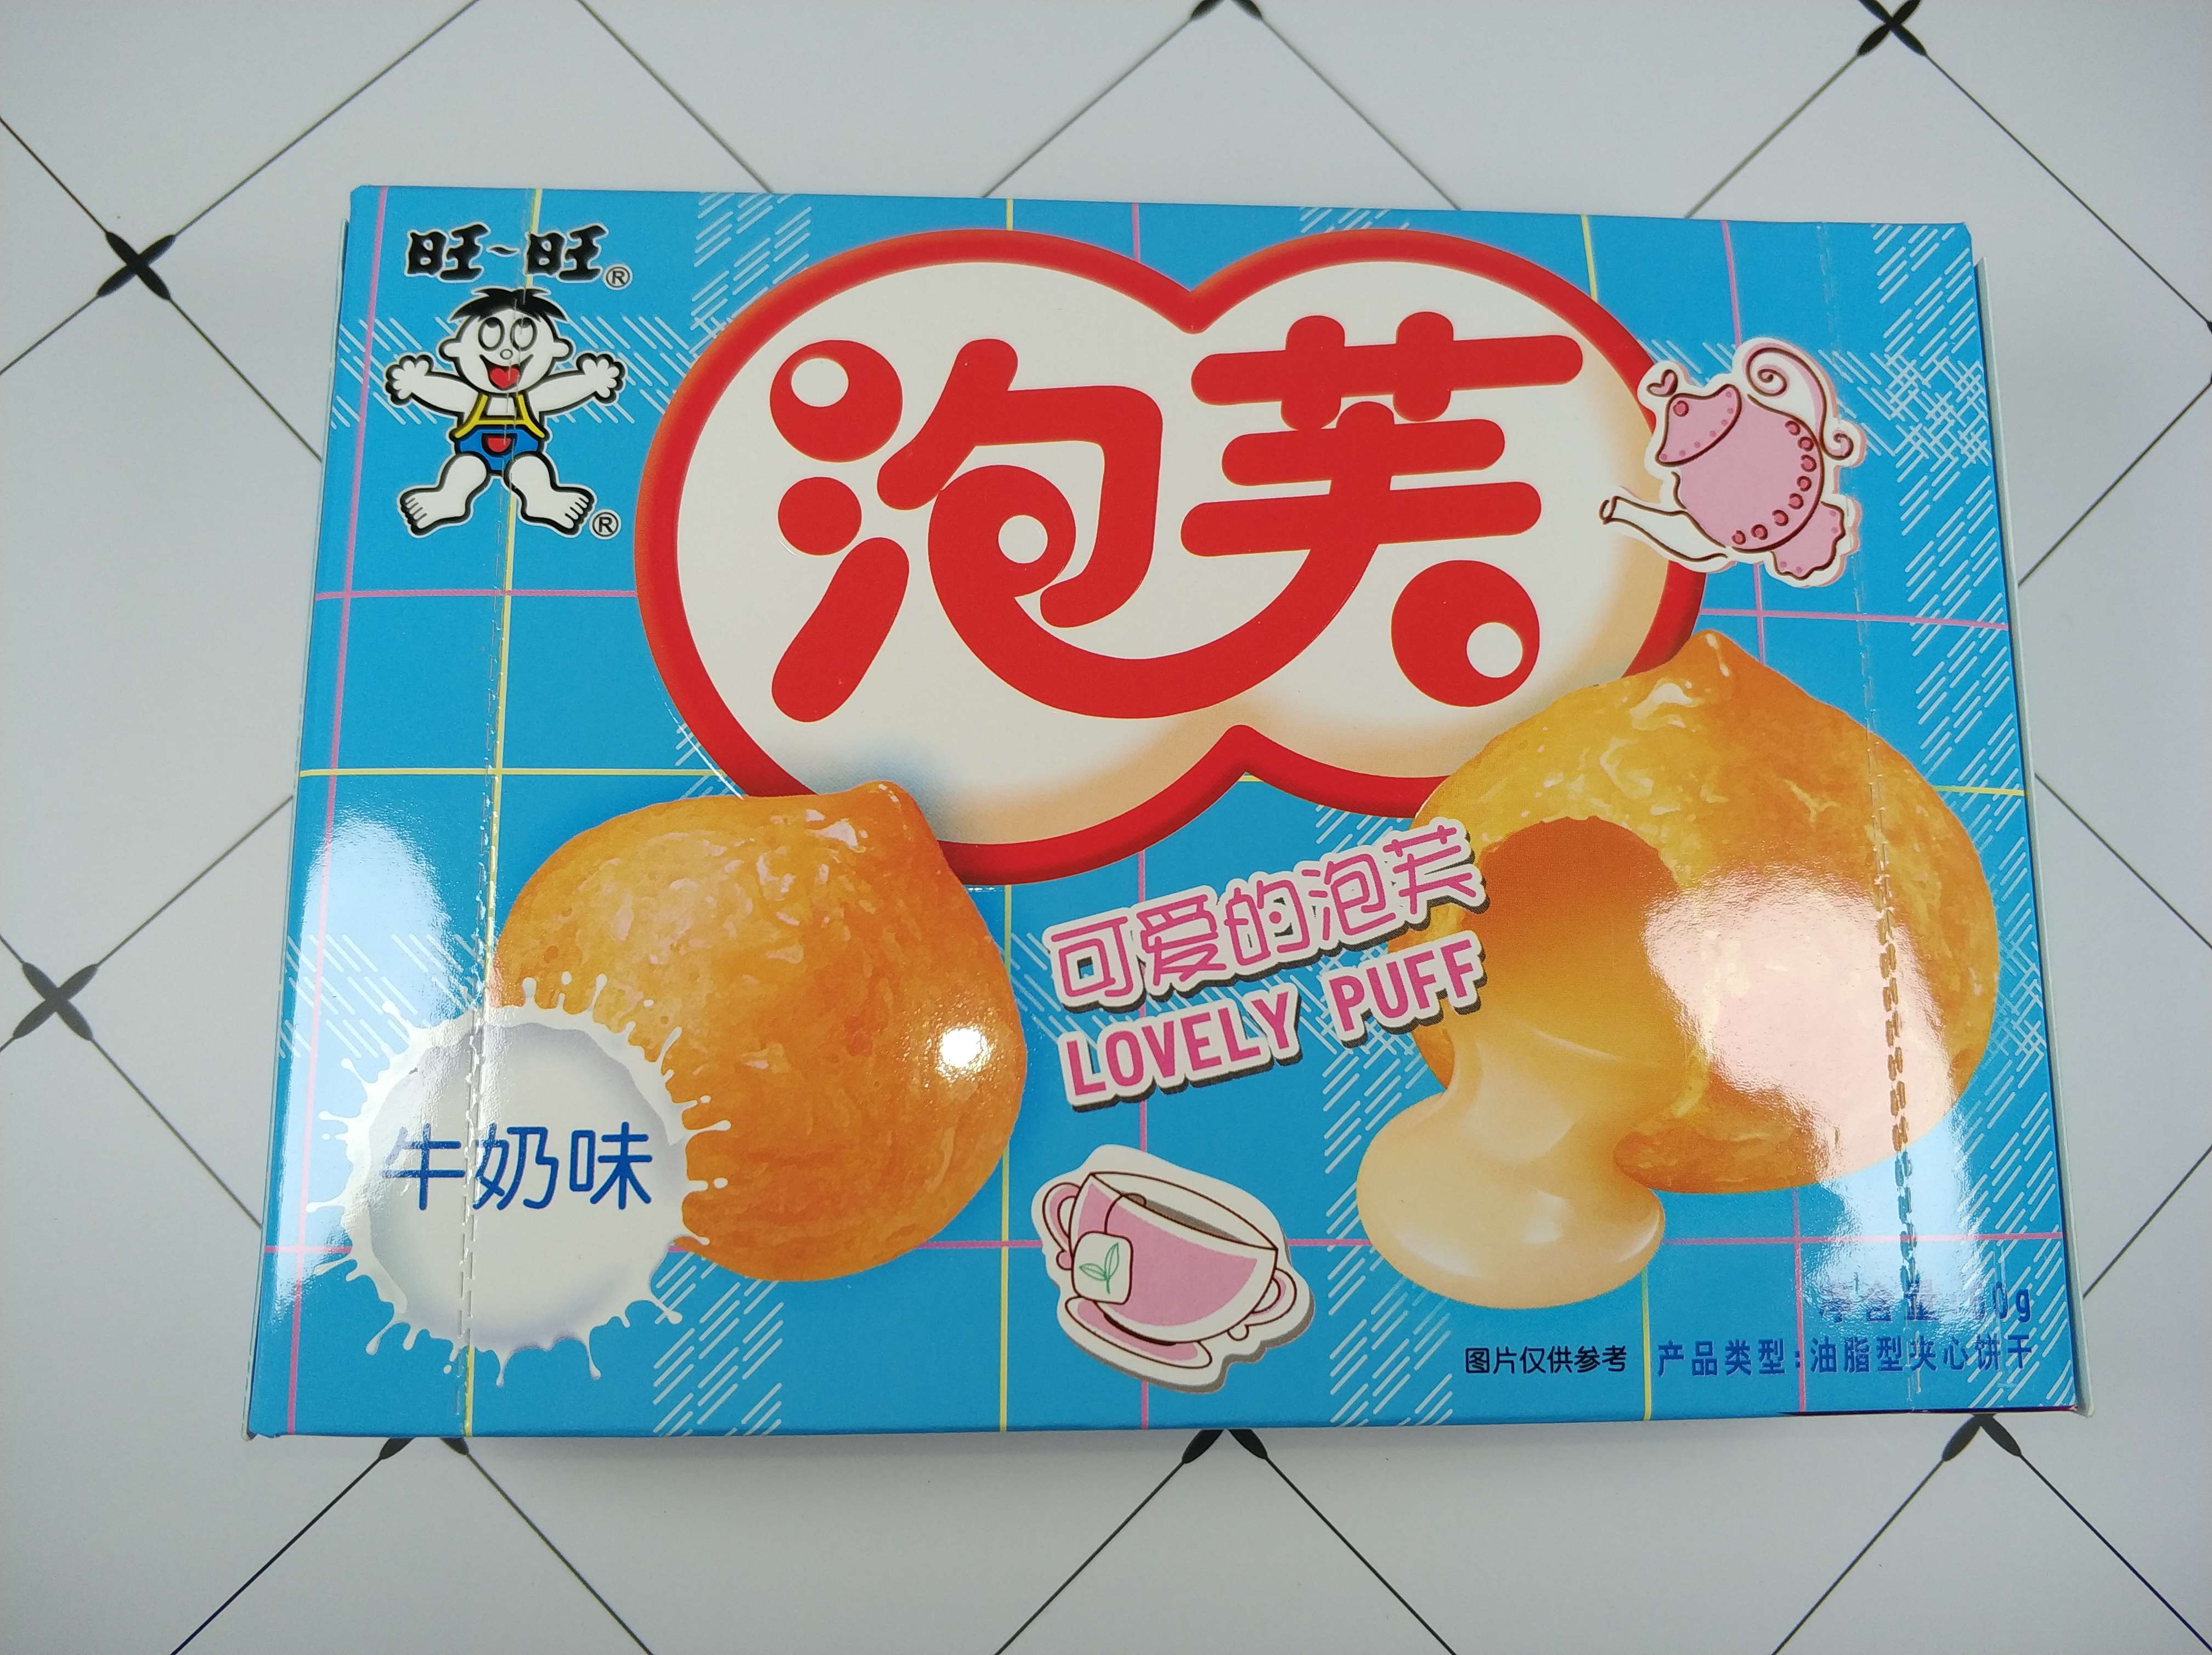 旺~旺®
®
泡芙
可爱的泡芙
LOVELY PUFF
牛奶味
图片仅供参考
产品类型:油脂型夹心饼干